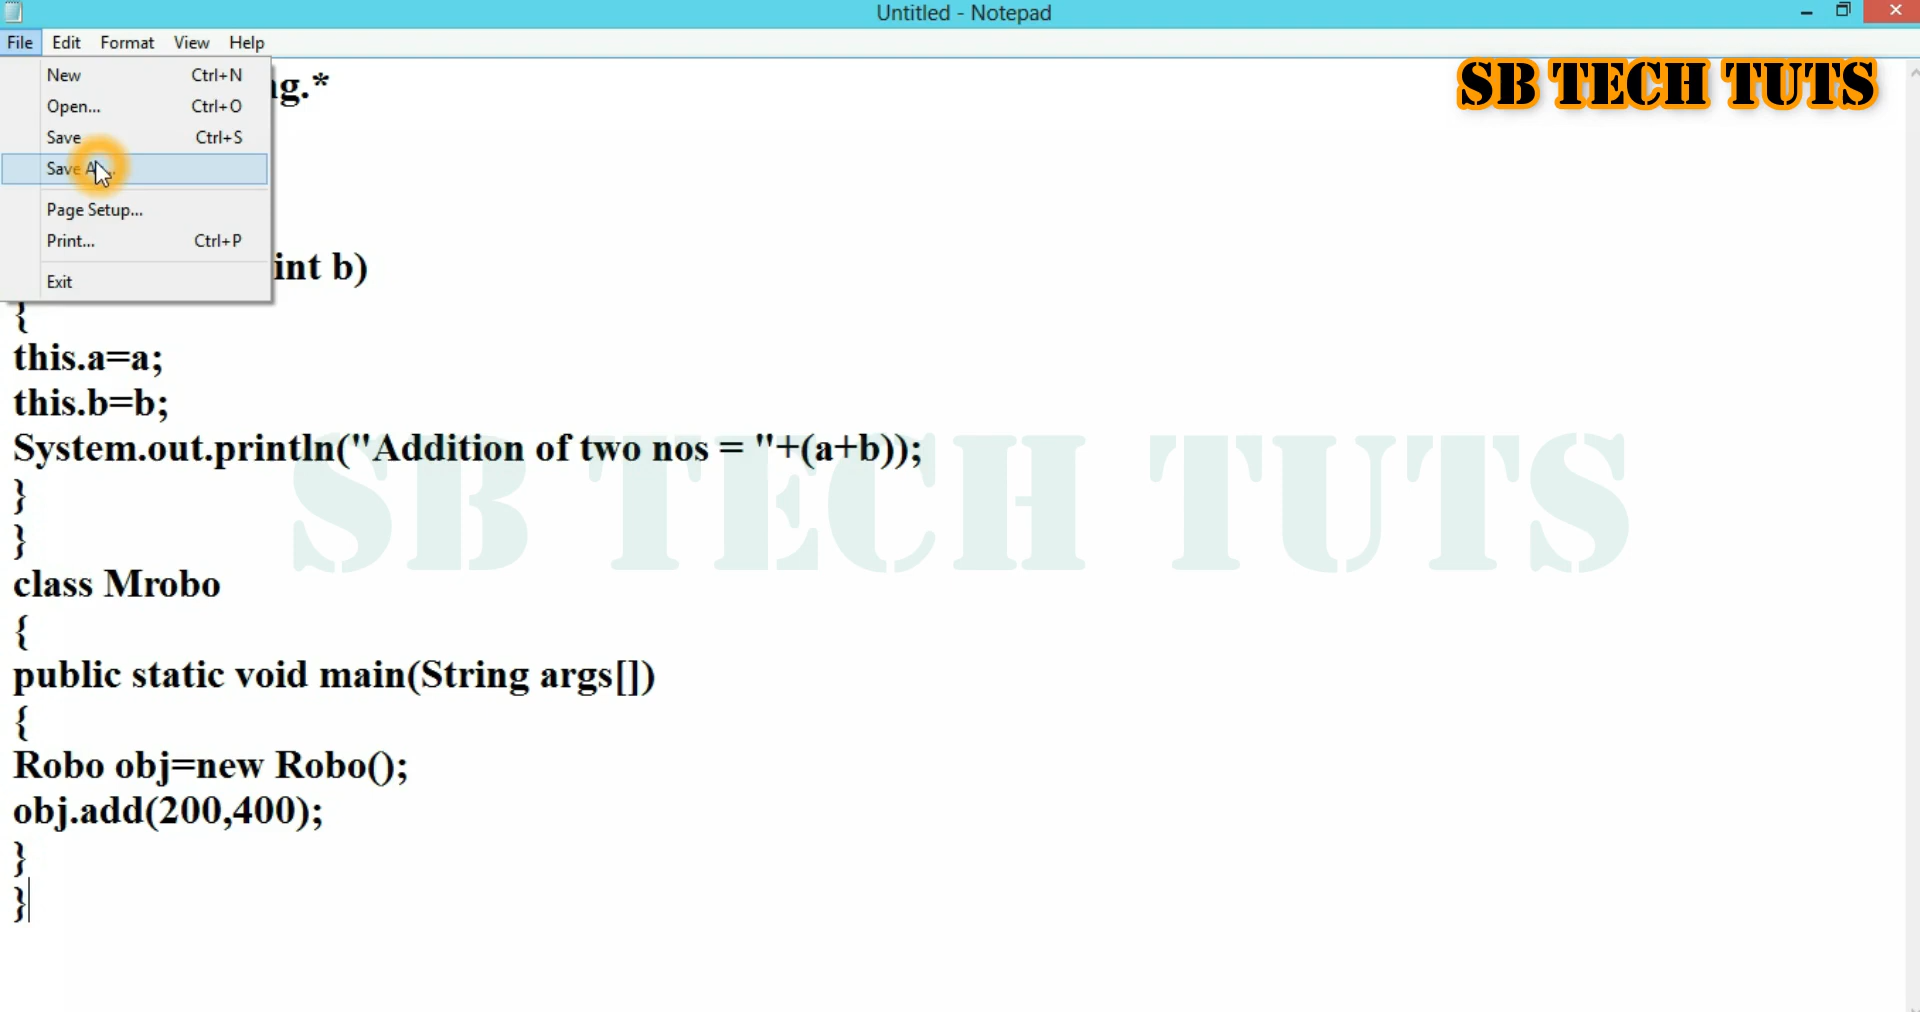 Untitled - Notepad
File Edit Format View Help
New Ctrl+N
Open... Ctrl+O
Save Ctrl+S
Save
Page Setup...
Print... Ctrl+P
Exit
SB TECH TUTS
g.*
int b)
{
this.a=a;
this.b=b;
System.out.println("Addition of two nos = "+(a+b));
}
}
SB TECH TUTS
class Mrobo
{
public static void main(String args[])
{
Robo obj=new Robo();
obj.add(200,400);
}
}